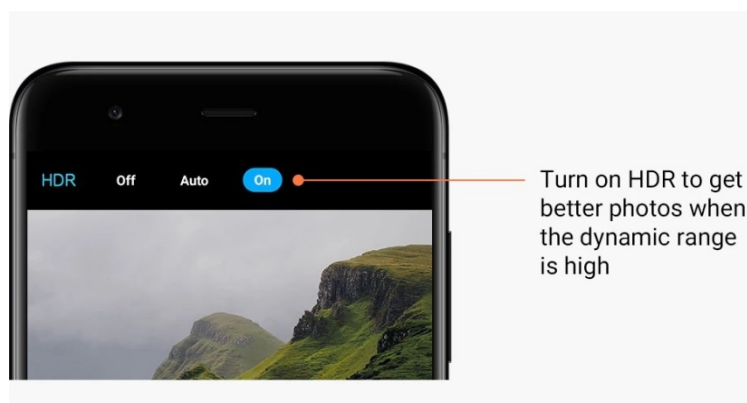 HDR Off Auto On
Turn on HDR to get
better photos when
the dynamic range
is high